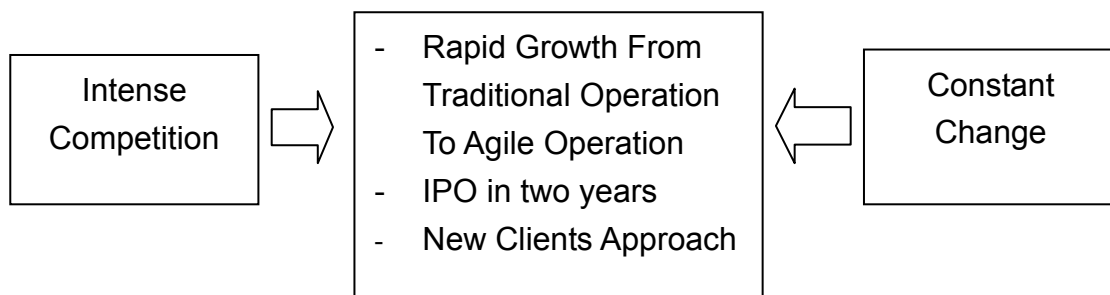 Intense
Competition
- Rapid Growth From
Traditional Operation
To Agile Operation
- IPO in two years
- New Clients Approach
Constant
Change